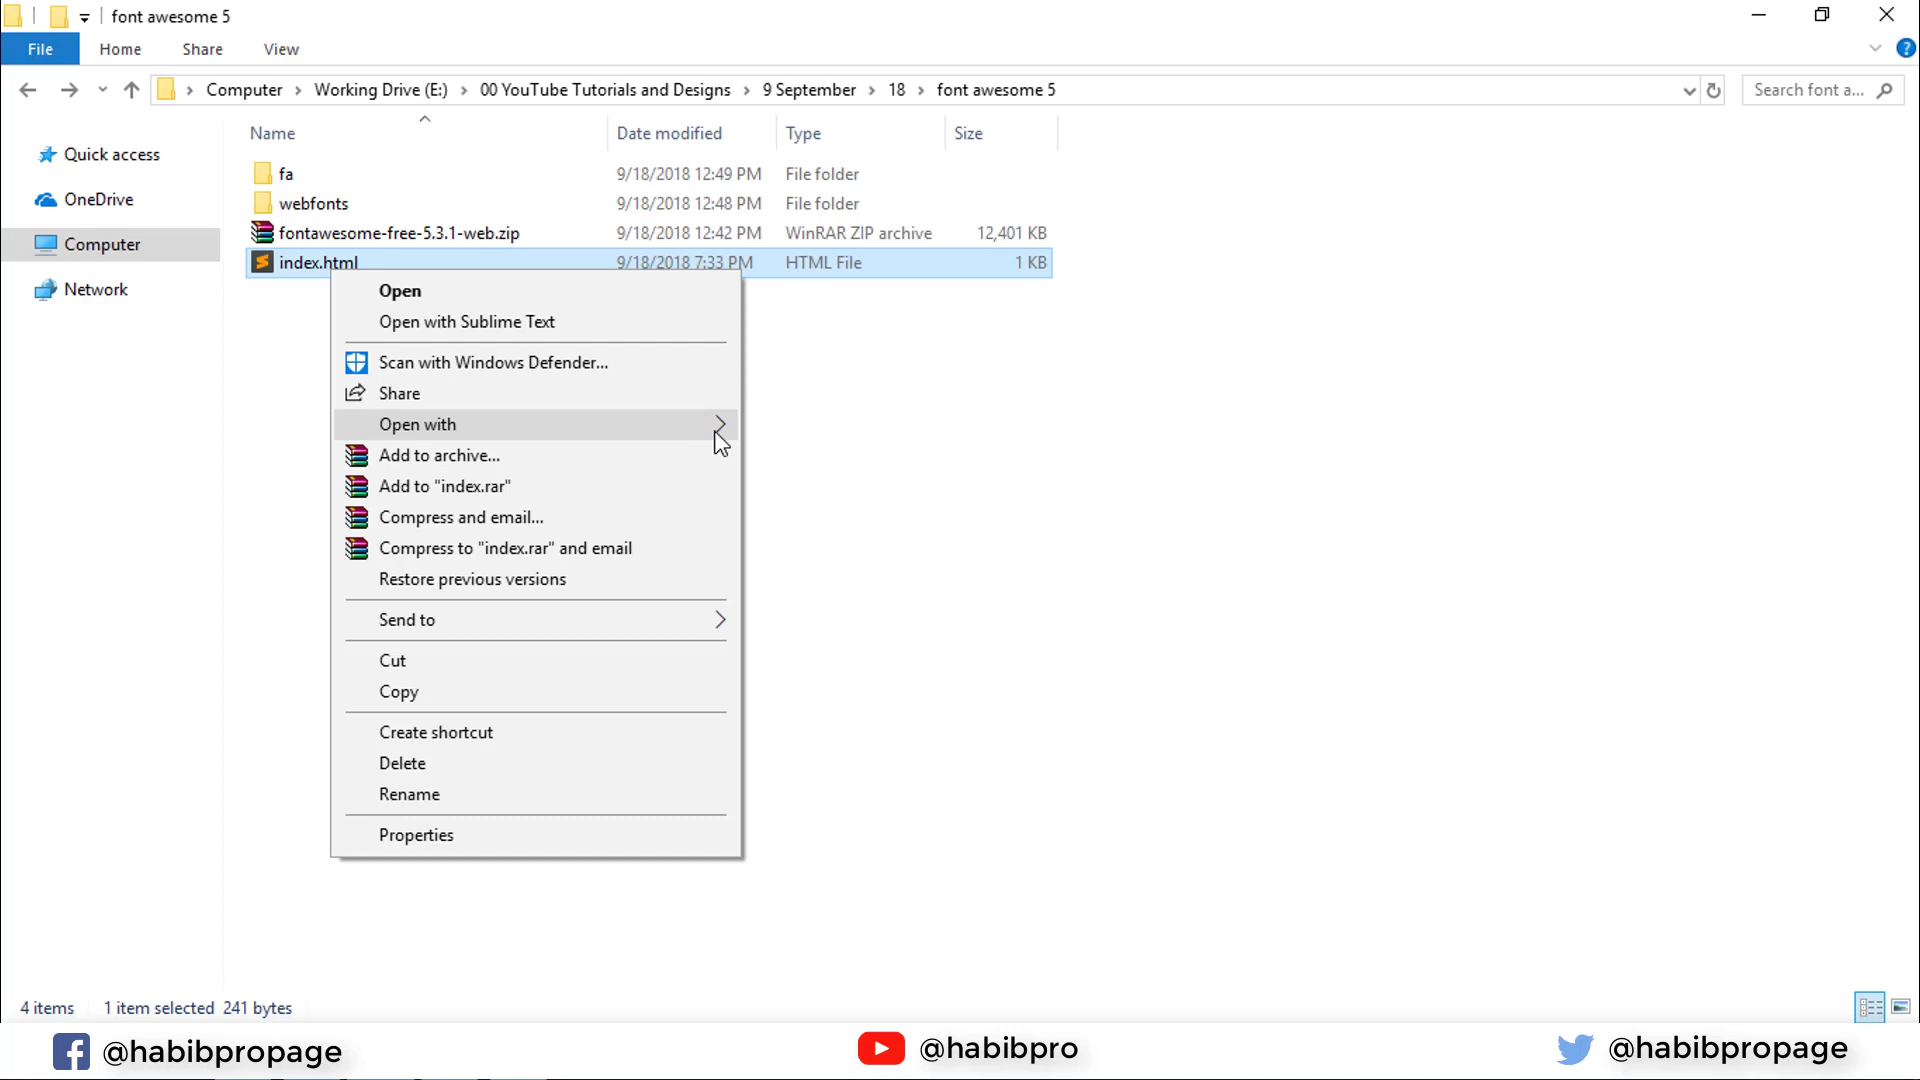 font awesome 5
File Home Share View
Computer Working Drive (E:) 00 YouTube Tutorials and Designs 9 September 18 font awesome 5 Search font a...
Name Date modified Type Size
Quick access
OneDrive
Computer
Network
fa 9/18/2018 12:49 PM File folder
webfonts 9/18/2018 12:48 PM File folder
fontawesome-free-5.3.1-web.zip 9/18/2018 12:42 PM WinRAR ZIP archive 12,401 KB
index.html 9/18/2018 7:33 PM HTML File 1 KB
Open
Open with Sublime Text
Scan with Windows Defender...
Share
Open with
Add to archive...
Add to "index.rar"
Compress and email...
Compress to "index.rar" and email
Restore previous versions
Send to
Cut
Copy
Create shortcut
Delete
Rename
Properties
4 items 1 item selected 241 bytes
@habibpropage @habibpro @habibpropage